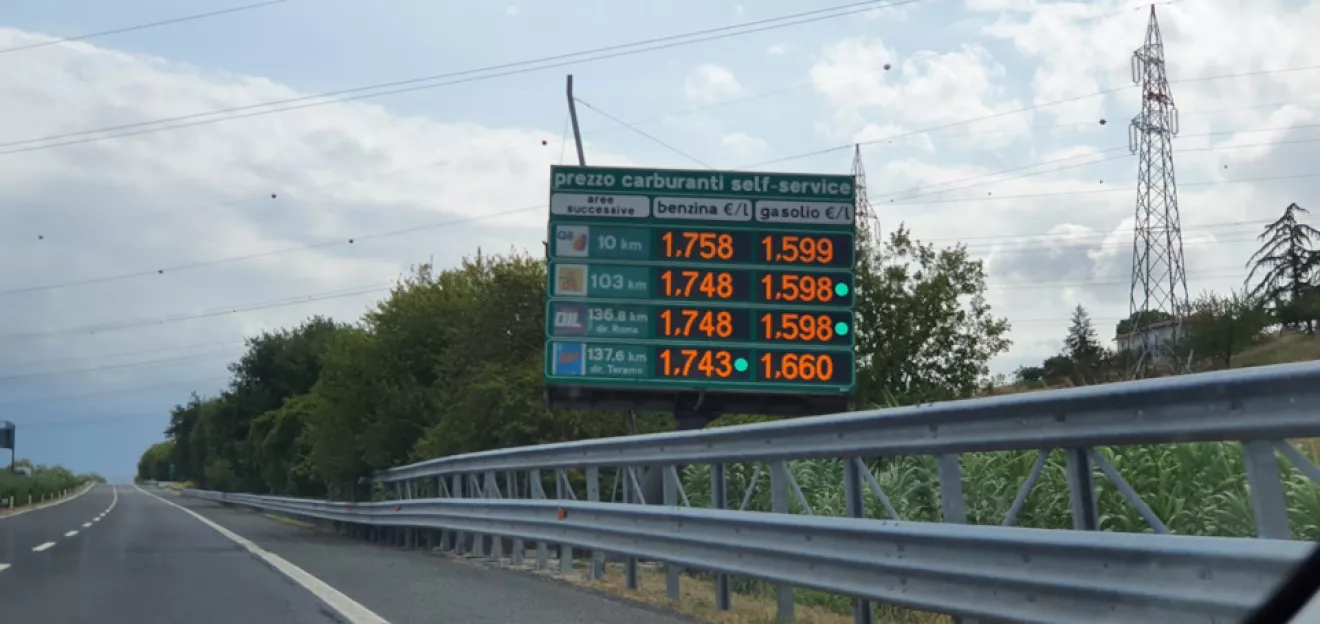 prezzo carburanti self-service
aree successive benzina €/l gasolio €/l
Q8 10 km 1,758 1,599
103 km 1,748 1,598
OIL 136.8 km dir. Roma 1,748 1,598
137,6 km dir. Teramo 1,743 1,660